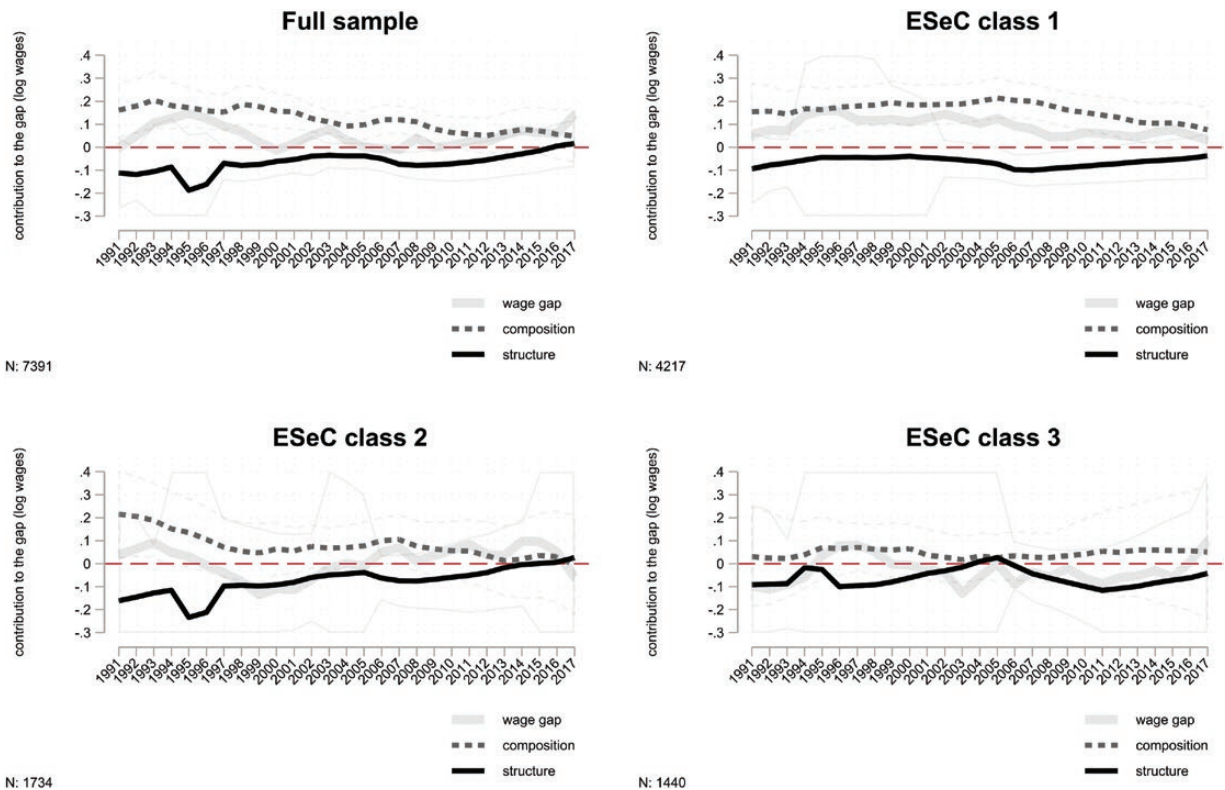 Full sample
contribution to the gap (log wages)
.4
.3
.2
.1
0
-.1
-.2
-.3
1991 1992 1993 1994 1995 1996 1997 1998 1999 2000 2001 2002 2003 2004 2005 2006 2007 2008 2009 2010 2011 2012 2013 2014 2015 2016 2017
wage gap
composition
structure
N: 7391
ESeC class 1
contribution to the gap (log wages)
.4
.3
.2
.1
0
-.1
-.2
-.3
1991 1992 1993 1994 1995 1996 1997 1998 1999 2000 2001 2002 2003 2004 2005 2006 2007 2008 2009 2010 2011 2012 2013 2014 2015 2016 2017
wage gap
composition
structure
N: 4217
ESeC class 2
contribution to the gap (log wages)
.4
.3
.2
.1
0
-.1
-.2
-.3
1991 1992 1993 1994 1995 1996 1997 1998 1999 2000 2001 2002 2003 2004 2005 2006 2007 2008 2009 2010 2011 2012 2013 2014 2015 2016 2017
wage gap
composition
structure
N: 1734
ESeC class 3
contribution to the gap (log wages)
.4
.3
.2
.1
0
-.1
-.2
-.3
1991 1992 1993 1994 1995 1996 1997 1998 1999 2000 2001 2002 2003 2004 2005 2006 2007 2008 2009 2010 2011 2012 2013 2014 2015 2016 2017
wage gap
composition
structure
N: 1440